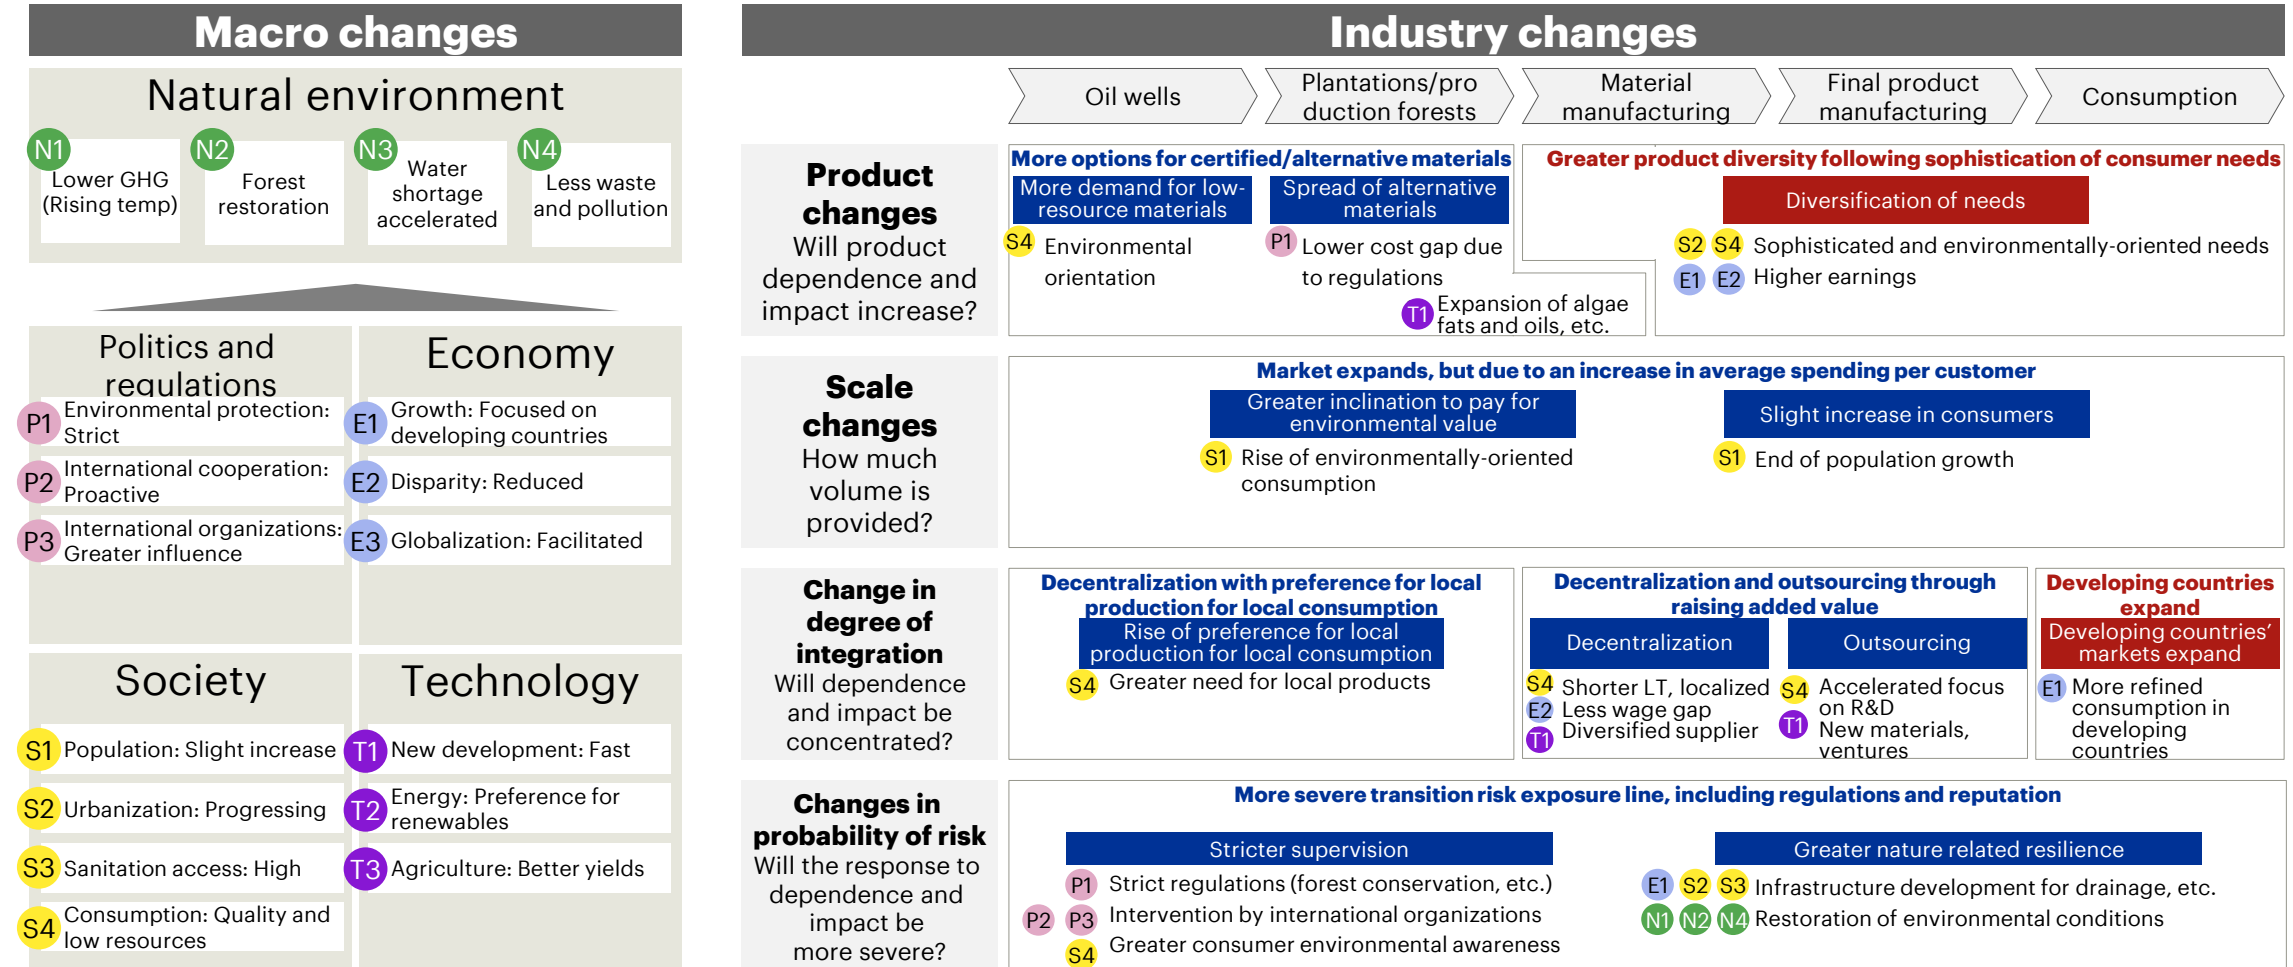 Macro changes
Natural environment
N1
Lower GHG
(Rising temp)
N2
Forest
restoration
N3
Water
shortage
accelerated
N4
Less waste
and pollution
Politics and
regulations
P1
Environmental protection:
Strict
P2
International cooperation:
Proactive
P3
International organizations:
Greater influence
Economy
E1
Growth: Focused on
developing countries
E2
Disparity: Reduced
E3
Globalization: Facilitated
Society
S1
Population: Slight increase
S2
Urbanization: Progressing
S3
Sanitation access: High
S4
Consumption: Quality and
low resources
Technology
T1
New development: Fast
T2
Energy: Preference for
renewables
T3
Agriculture: Better yields
Industry changes
Oil wells
Plantations/pro
duction forests
Material
manufacturing
Final product
manufacturing
Consumption
Product
changes
Will product
dependence and
impact increase?
More options for certified/alternative materials
More demand for low-
resource materials
S4
Environmental
orientation
Spread of alternative
materials
P1
Lower cost gap due
to regulations
T1
Expansion of algae
fats and oils, etc.
Greater product diversity following sophistication of consumer needs
Diversification of needs
S2 S4 Sophisticated and environmentally-oriented needs
E1 E2 Higher earnings
Scale
changes
How much
volume is
provided?
Market expands, but due to an increase in average spending per customer
Greater inclination to pay for
environmental value
S1 Rise of environmentally-oriented
consumption
Slight increase in consumers
S1 End of population growth
Change in
degree of
integration
Will dependence
and impact be
concentrated?
Decentralization with preference for local
production for local consumption
Rise of preference for local
production for local consumption
S4 Greater need for local products
Decentralization and outsourcing through
raising added value
Decentralization
S4 Shorter LT, localized
E2 Less wage gap
T1 Diversified supplier
Outsourcing
S4 Accelerated focus
on R&D
T1 New materials,
ventures
Developing countries
expand
Developing countries’
markets expand
E1 More refined
consumption in
developing
countries
Changes in
probability of risk
Will the response to
dependence and
impact be
more severe?
More severe transition risk exposure line, including regulations and reputation
Stricter supervision
P1 Strict regulations (forest conservation, etc.)
P2 P3 Intervention by international organizations
S4 Greater consumer environmental awareness
Greater nature related resilience
E1 S2 S3 Infrastructure development for drainage, etc.
N1 N2 N4 Restoration of environmental conditions